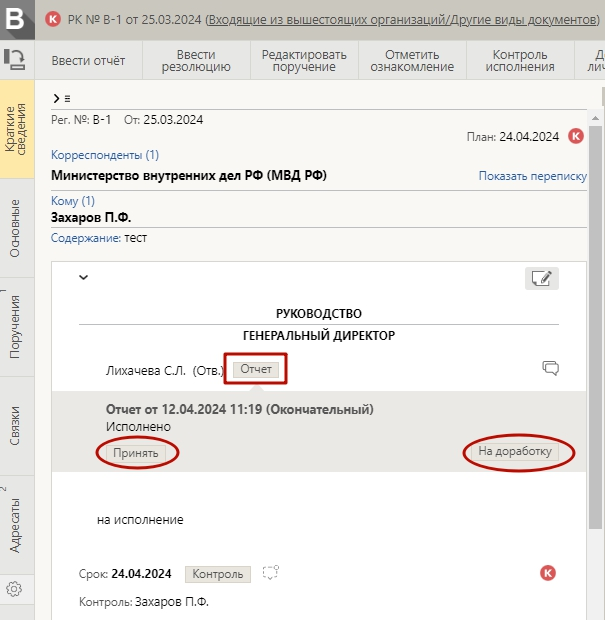 В
К РК № В-1 от 25.03.2024 (Входящие из вышестоящих организаций/Другие виды документов)
Ввести отчёт
Ввести
резолюцию
Редактировать
поручение
Отметить
ознакомление
Контроль
исполнения
Краткие
сведения
Основные
Поручения
1
Связки
Адресаты
2
Рег. №: В-1 От: 25.03.2024
План: 24.04.2024 К
Корреспонденты (1)
Министерство внутренних дел РФ (МВД РФ) Показать переписку
Кому (1)
Захаров П.Ф.
Содержание: тест
РУКОВОДСТВО
ГЕНЕРАЛЬНЫЙ ДИРЕКТОР
Лихачева С.Л. (Отв.) Отчет
Отчет от 12.04.2024 11:19 (Окончательный)
Исполнено
Принять На доработку
на исполнение
Срок: 24.04.2024 Контроль К
Контроль: Захаров П.Ф.